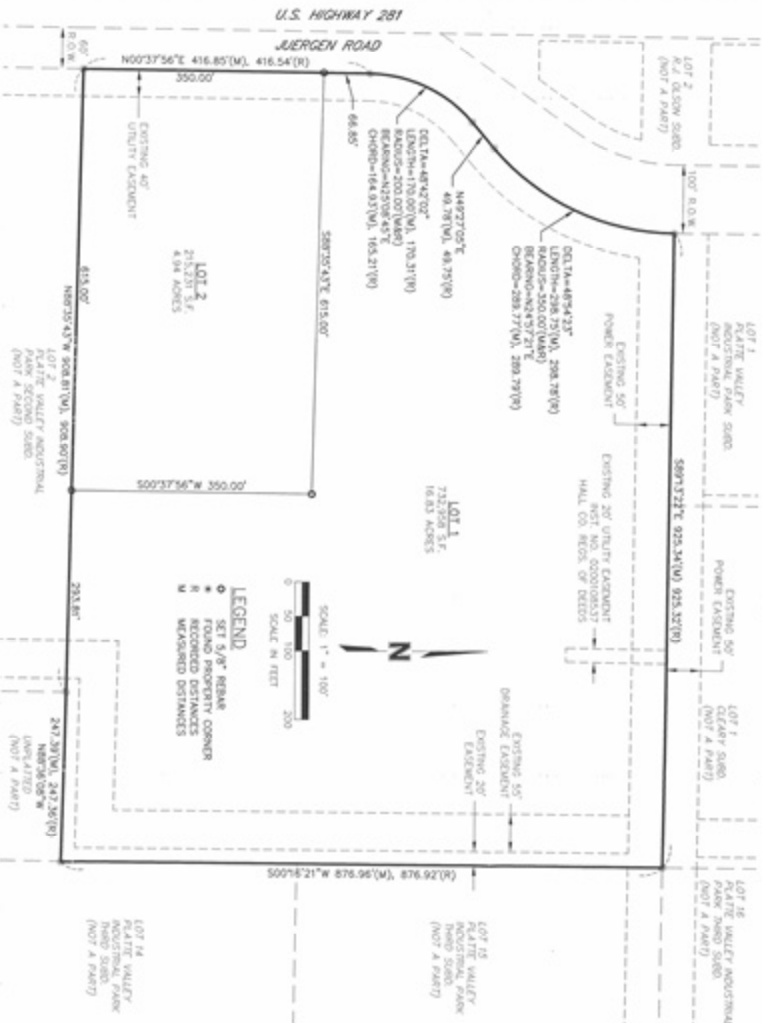 U.S. HIGHWAY 281
JUERGEN ROAD
60'
R.O.W.
N00°37'56"E 416.85'(M), 416.54'(R)
350.00'
66.85'
EXISTING 40'
UTILITY EASEMENT
LOT 2
R.J. OLSON SUBD.
(NOT A PART)
100' R.O.W.
DELTA=48°42'02"
LENGTH=170.00'(M), 170.31'(R)
RADIUS=200.00'(M&R)
BEARING=N25°08'45"E
CHORD=164.93'(M), 165.21'(R)
N49°27'05"E
49.78'(M), 49.75'(R)
DELTA=48°54'23"
LENGTH=298.75'(M), 298.78'(R)
RADIUS=350.00'(M&R)
BEARING=N24°57'21"E
CHORD=289.77'(M), 289.79'(R)
LOT 1
PLATTE VALLEY
INDUSTRIAL PARK SUBD.
(NOT A PART)
EXISTING 50'
POWER EASEMENT
S89°13'22"E 925.34'(M) 925.32'(R)
EXISTING 50'
POWER EASEMENT
LOT 1
CLEARY SUBD.
(NOT A PART)
LOT 16
PLATTE VALLEY INDUSTRIAL
PARK THIRD SUBD.
(NOT A PART)
EXISTING 20' UTILITY EASEMENT
INST. NO. 0200108537
HALL CO. REGS. OF DEEDS
S88°35'43"E 615.00'
LOT 2
215,231 S.F.
4.94 ACRES
LOT 1
732,958 S.F.
16.83 ACRES
S00°37'56"W 350.00'
615.00'
N88°35'43"W 908.81'(M), 908.90'(R)
LOT 2
PLATTE VALLEY INDUSTRIAL
PARK SECOND SUBD.
(NOT A PART)
293.81'
SCALE: 1" = 100'
0 50 100 200
SCALE IN FEET
N
LEGEND
SET 5/8" REBAR
FOUND PROPERTY CORNER
R RECORDED DISTANCES
M MEASURED DISTANCES
EXISTING 55'
DRAINAGE EASEMENT
EXISTING 20'
EASEMENT
247.39'(M), 247.36'(R)
N88°36'08"W
UNPLATTED
(NOT A PART)
S00°16'21"W 876.96'(M), 876.92'(R)
LOT 15
PLATTE VALLEY
INDUSTRIAL PARK
THIRD SUBD.
(NOT A PART)
LOT 14
PLATTE VALLEY
INDUSTRIAL PARK
THIRD SUBD.
(NOT A PART)